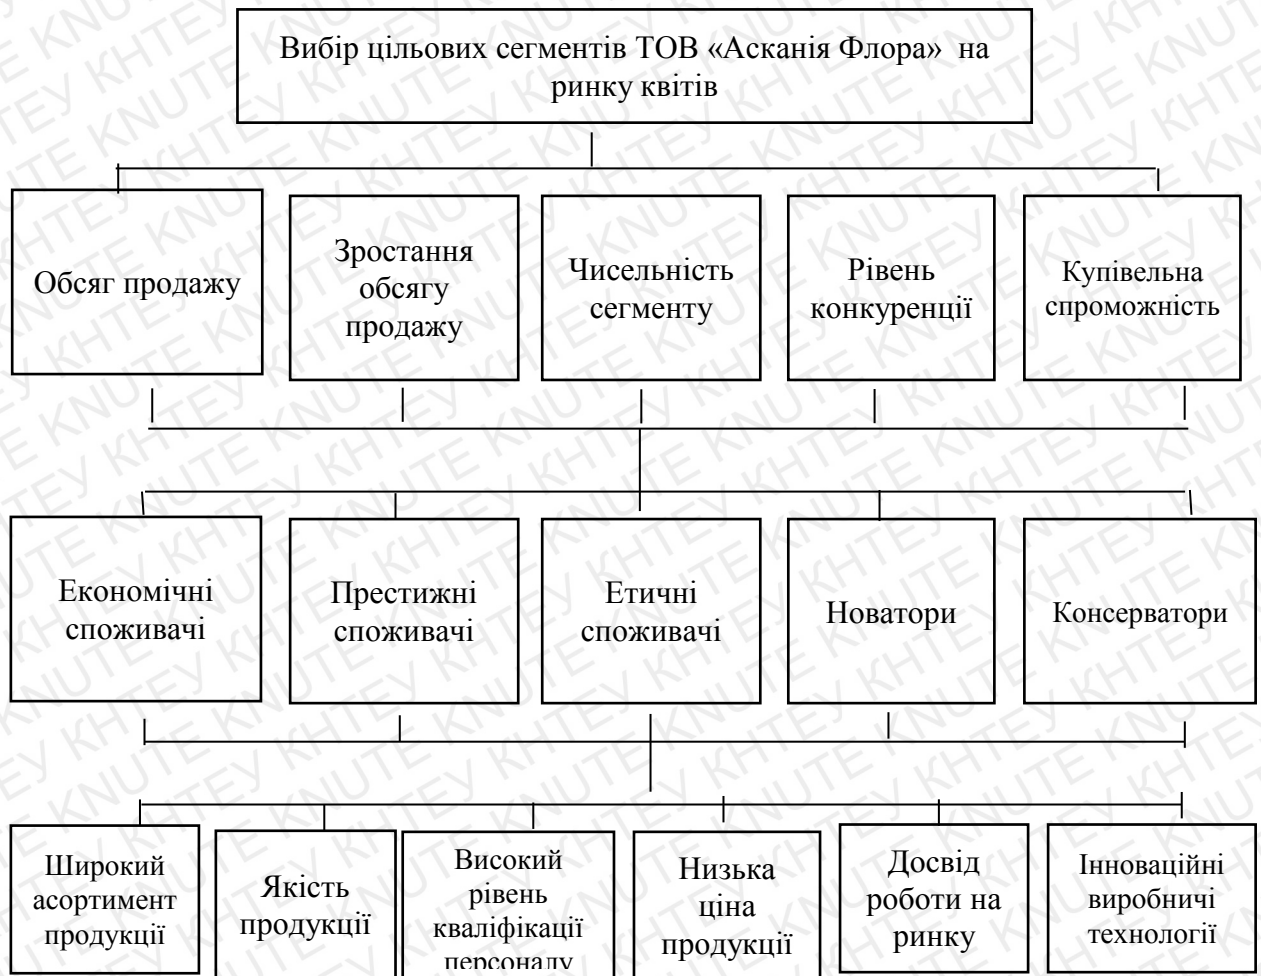 Вибір цільових сегментів ТОВ «Асканія Флора» на
ринку квітів
Обсяг продажу
Зростання
обсягу
продажу
Чисельність
сегменту
Рівень
конкуренції
Купівельна
спроможність
Економічні
споживачі
Престижні
споживачі
Етичні
споживачі
Новатори
Консерватори
Широкий
асортимент
продукції
Якість
продукції
Високий
рівень
кваліфікації
персоналу
Низька
ціна
продукції
Досвід
роботи на
ринку
Інноваційні
виробничі
технології